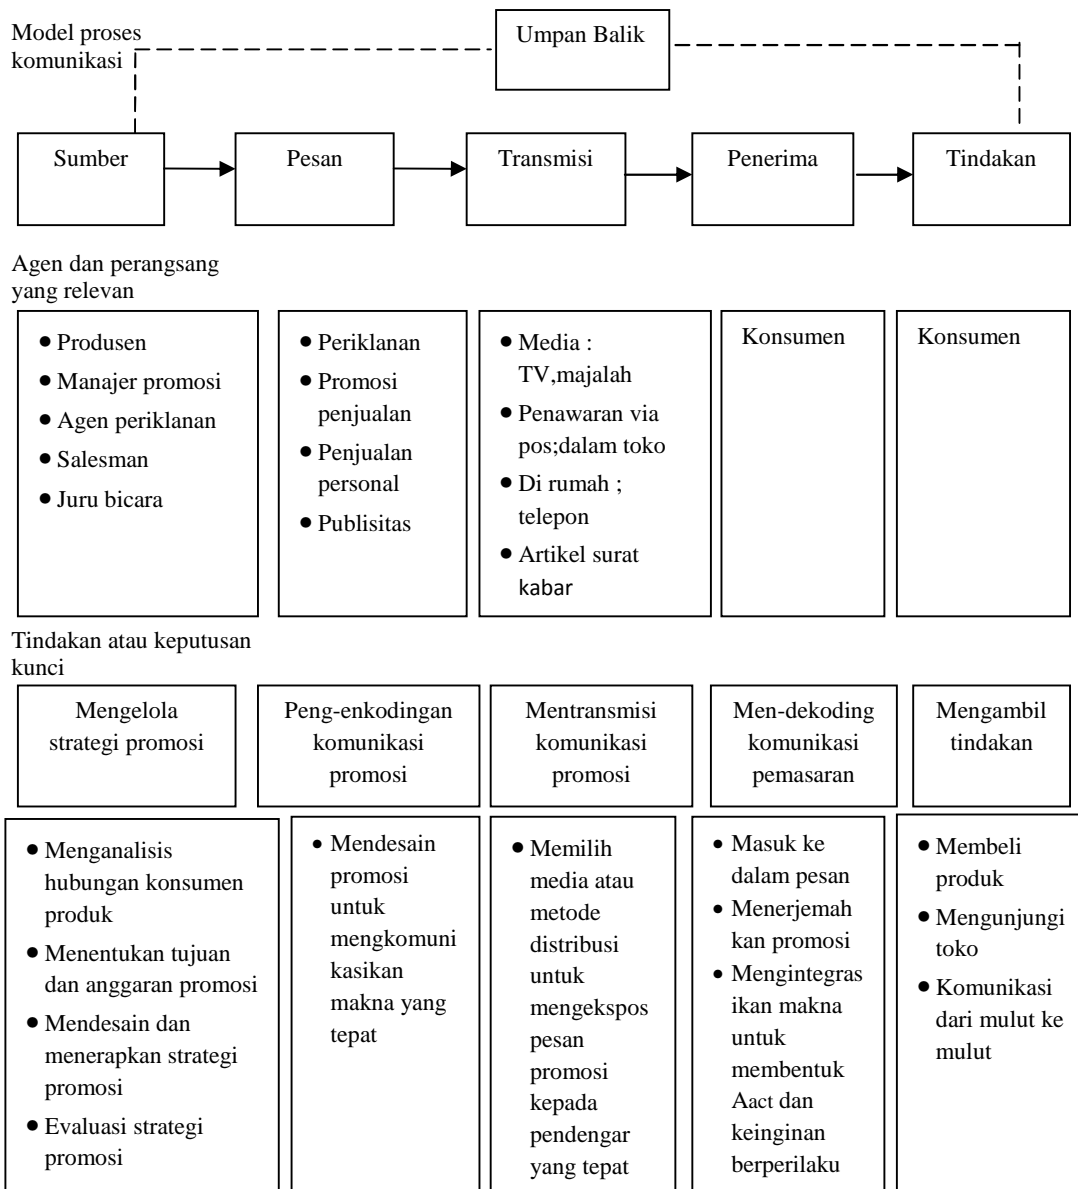 Model proses
komunikasi
Umpan Balik
Sumber
Pesan
Transmisi
Penerima
Tindakan
Agen dan perangsang
yang relevan
• Produsen
• Manajer promosi
• Agen periklanan
• Salesman
• Juru bicara
• Periklanan
• Promosi
penjualan
• Penjualan
personal
• Publisitas
• Media :
TV,majalah
• Penawaran via
pos;dalam toko
• Di rumah ;
telepon
• Artikel surat
kabar
Konsumen
Konsumen
Tindakan atau keputusan
kunci
Mengelola
strategi promosi
Peng-enkodingan
komunikasi
promosi
Mentransmisi
komunikasi
promosi
Men-dekoding
komunikasi
pemasaran
Mengambil
tindakan
• Menganalisis
hubungan konsumen
produk
• Menentukan tujuan
dan anggaran promosi
• Mendesain dan
menerapkan strategi
promosi
• Evaluasi strategi
promosi
• Mendesain
promosi
untuk
mengkomuni
kasikan
makna yang
tepat
• Memilih
media atau
metode
distribusi
untuk
mengekspos
pesan
promosi
kepada
pendengar
yang tepat
• Masuk ke
dalam pesan
• Menerjemah
kan promosi
• Mengintegras
ikan makna
untuk
membentuk
Aact dan
keinginan
berperilaku
• Membeli
produk
• Mengunjungi
toko
• Komunikasi
dari mulut ke
mulut